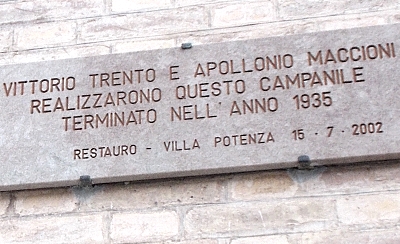 VITTORIO TRENTO E APOLLONIO MACCIONI
REALIZZARONO QUESTO CAMPANILE
TERMINATO NELL'ANNO 1935
RESTAURO - VILLA POTENZA 15 · 7 · 2002